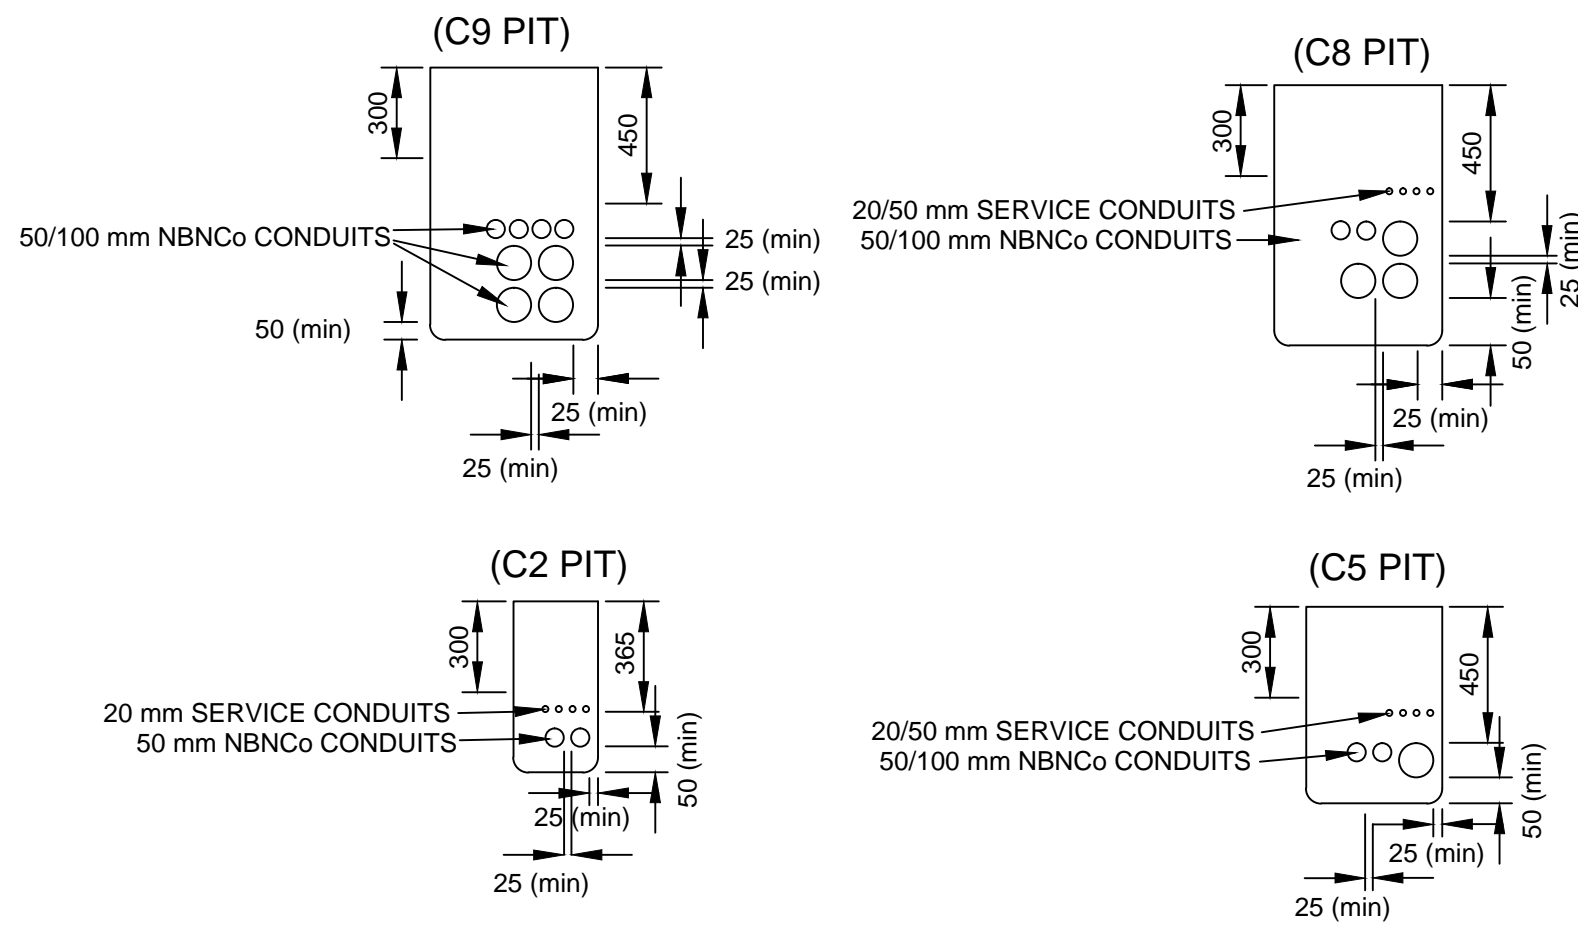 (C9 PIT)
300
450
50/100 mm NBNCo CONDUITS
25 (min)
25 (min)
50 (min)
25 (min)
25 (min)
(C8 PIT)
300
450
20/50 mm SERVICE CONDUITS
50/100 mm NBNCo CONDUITS
25 (min)
50 (min)
25 (min)
25 (min)
(C2 PIT)
300
365
20 mm SERVICE CONDUITS
50 mm NBNCo CONDUITS
50 (min)
25 (min)
25 (min)
(C5 PIT)
300
450
20/50 mm SERVICE CONDUITS
50/100 mm NBNCo CONDUITS
50 (min)
25 (min)
25 (min)